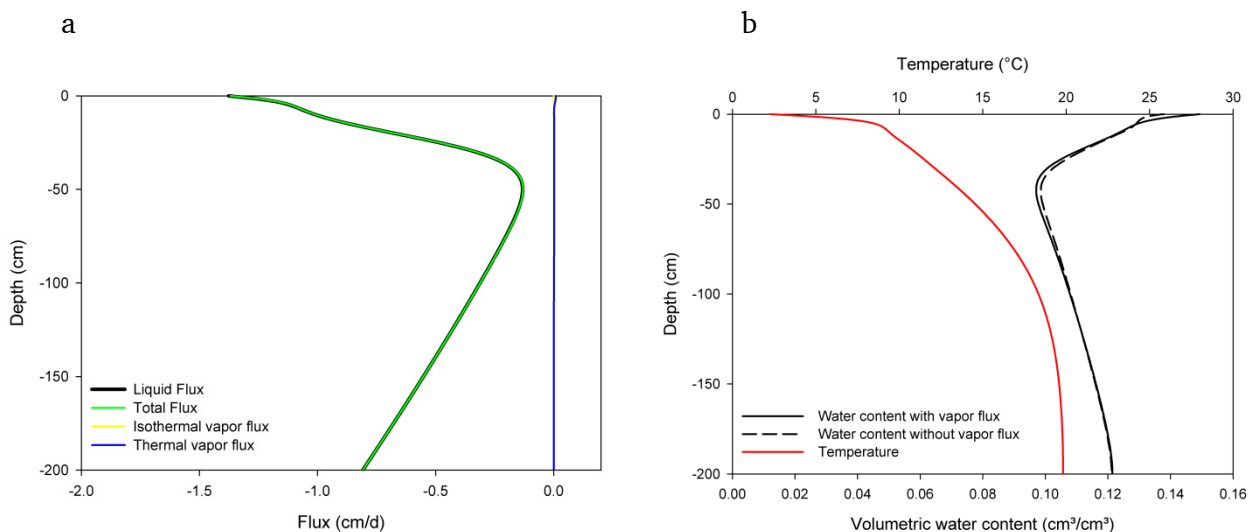 a
0
-50
-100
-150
-200
Depth (cm)
Liquid Flux
Total Flux
Isothermal vapor flux
Thermal vapor flux
-2.0 -1.5 -1.0 -0.5 0.0
Flux (cm/d)
b
Temperature (°C)
0 5 10 15 20 25 30
0
-50
-100
-150
-200
Depth (cm)
Water content with vapor flux
Water content without vapor flux
Temperature
0.00 0.02 0.04 0.06 0.08 0.10 0.12 0.14 0.16
Volumetric water content (cm³/cm³)